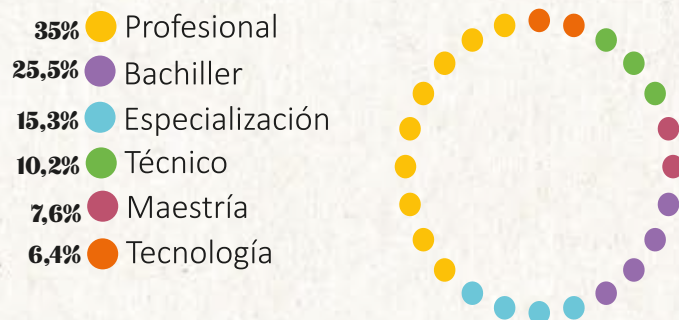 35% Profesional
25,5% Bachiller
15,3% Especialización
10,2% Técnico
7,6% Maestría
6,4% Tecnología